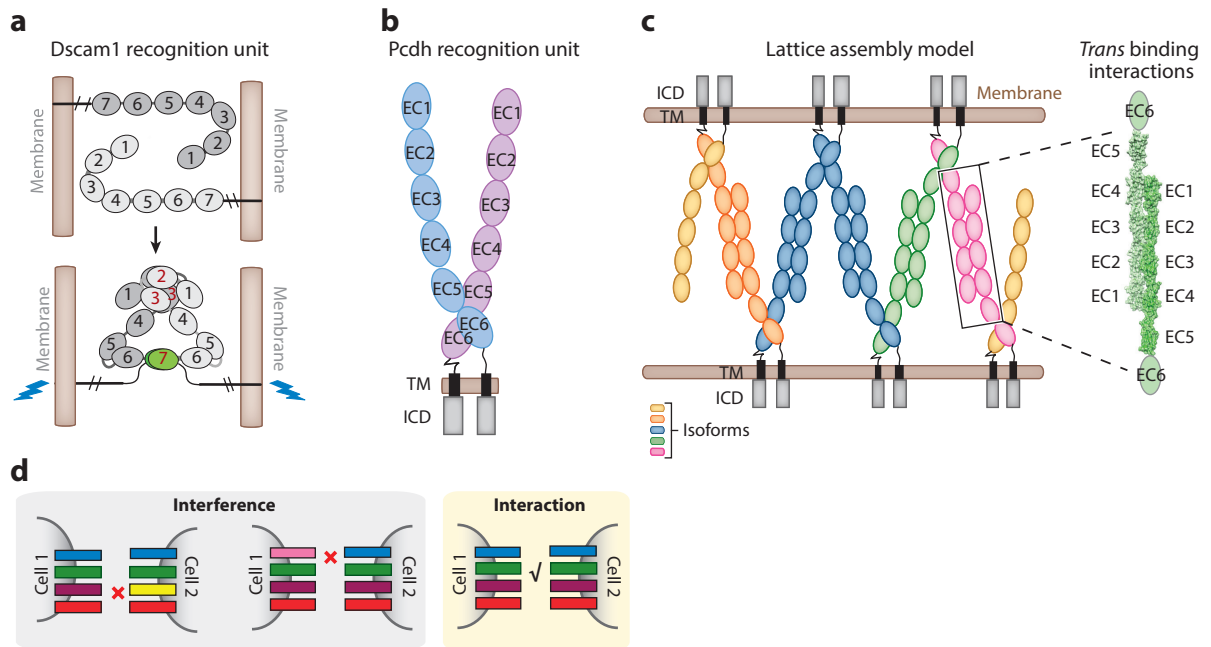 a
Dscam1 recognition unit
Membrane
7 6 5 4 3 2 1
2 1 3 4 5 6 7
Membrane
Membrane
2
1 3 3 1
4 4
5 6 7 6 5
Membrane
b
Pcdh recognition unit
EC1 EC1
EC2 EC2
EC3 EC3
EC4 EC4
EC5 EC5
EC6
EC6
TM
ICD
c
Lattice assembly model
ICD
TM
Membrane
TM
ICD
Isoforms
Trans binding
interactions
EC6
EC5
EC4 EC1
EC3 EC2
EC2 EC3
EC1 EC4
EC5
EC6
d
Interference
Cell 1
Cell 2
Cell 1
Cell 2
Interaction
Cell 1
√
Cell 2